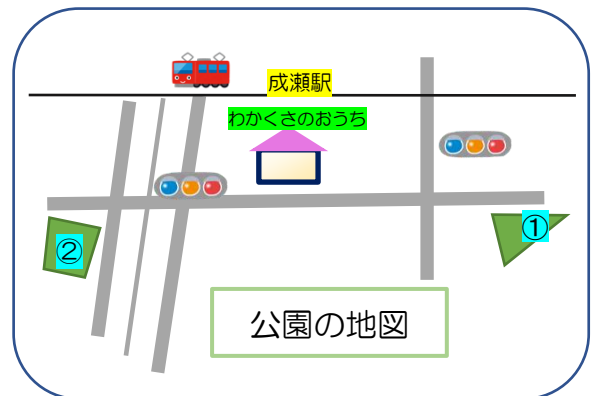 成瀬駅
わかくさのおうち
①
②
公園の地図